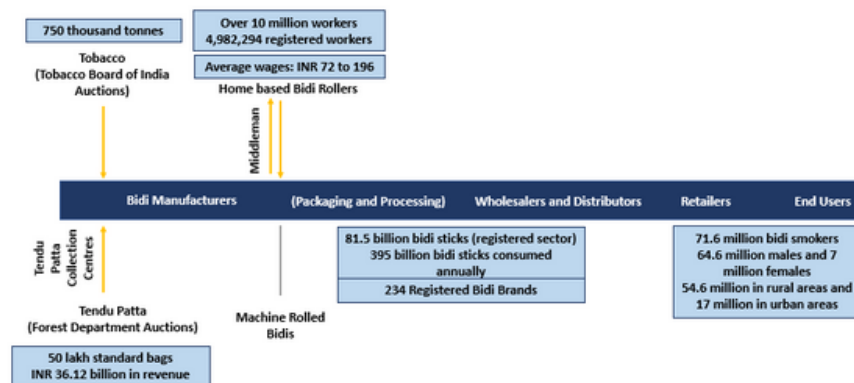 750 thousand tonnes
Tobacco
(Tobacco Board of India
Auctions)
Over 10 million workers
4,982,294 registered workers
Average wages: INR 72 to 196
Home based Bidi Rollers
Middleman
Bidi Manufacturers
(Packaging and Processing)
Wholesalers and Distributors
Retailers
End Users
Tendu
Patta
Collection
Centres
Tendu Patta
(Forest Department Auctions)
50 lakh standard bags
INR 36.12 billion in revenue
Machine Rolled
Bidis
81.5 billion bidi sticks (registered sector)
395 billion bidi sticks consumed
annually
234 Registered Bidi Brands
71.6 million bidi smokers
64.6 million males and 7
million females
54.6 million in rural areas and
17 million in urban areas